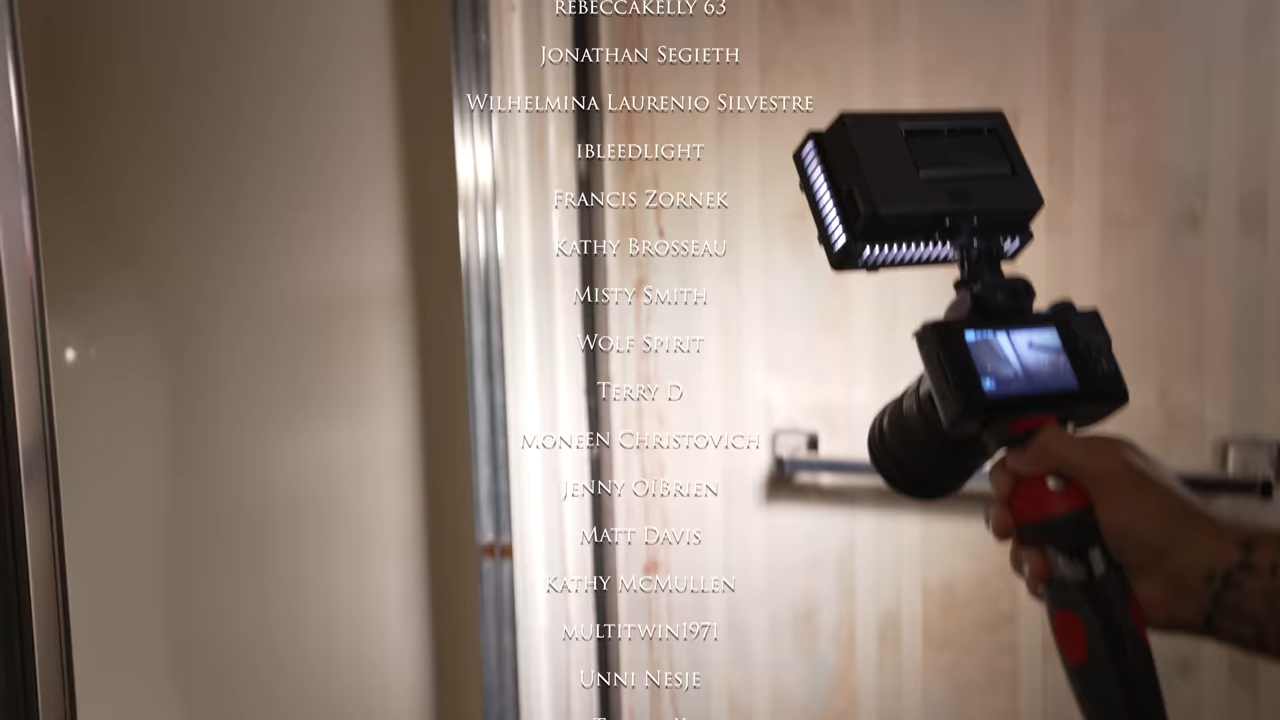 REBECCAKELLY 63
JONATHAN SEGIETH
WILHELMINA LAURENIO SILVESTRE
IBLEEDLIGHT
FRANCIS ZORNEK
KATHY BROSSEAU
MISTY SMITH
WOLF SPIRIT
TERRY D
MONEEN CHRISTOVICH
JENNY OÍBRIEN
MATT DAVIS
KATHY MCMULLEN
MULTITWIN1971
UNNI NESJE